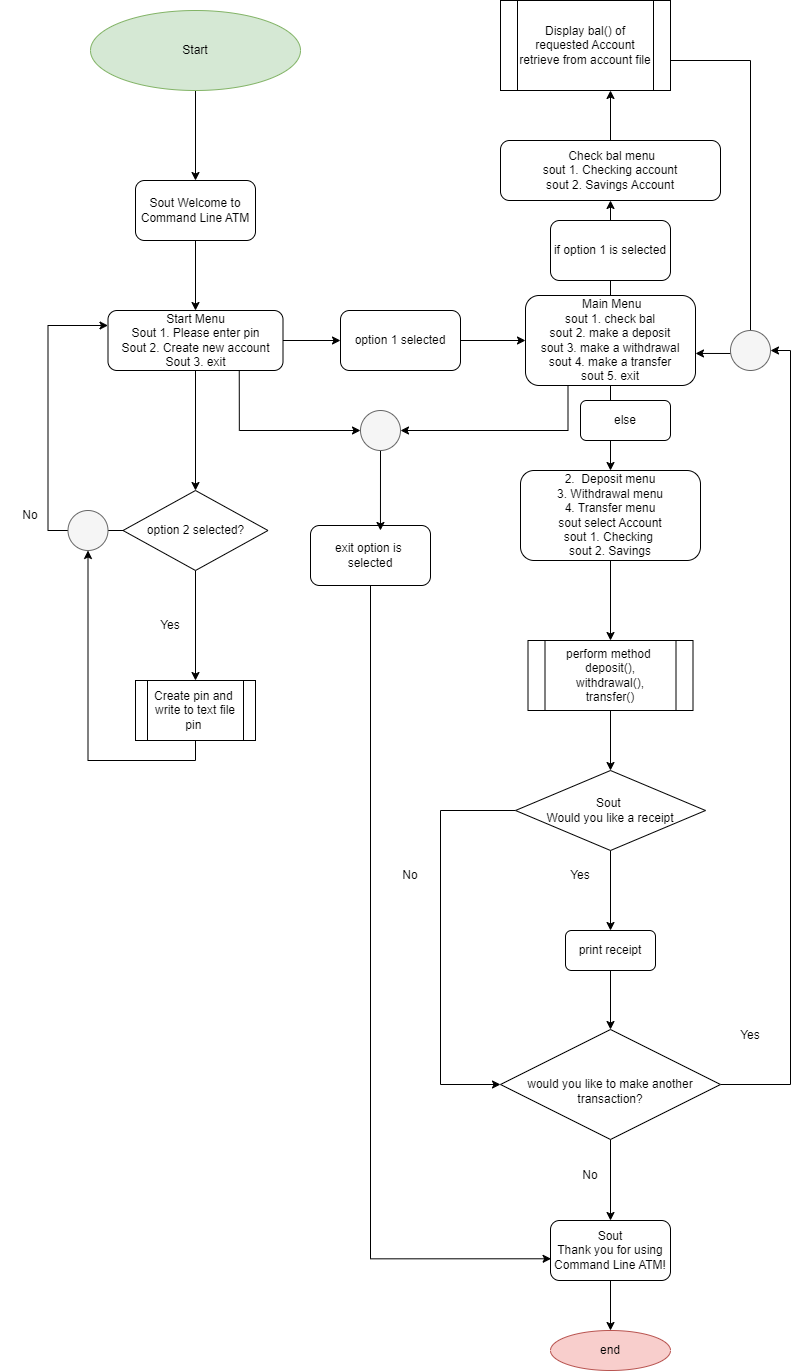 Start
Sout Welcome to
Command Line ATM
Start Menu
Sout 1. Please enter pin
Sout 2. Create new account
Sout 3. exit
option 1 selected
No
option 2 selected?
Yes
Create pin and
write to text file
pin
exit option is
selected
Display bal() of
requested Account
retrieve from account file
Check bal menu
sout 1. Checking account
sout 2. Savings Account
if option 1 is selected
Main Menu
sout 1. check bal
sout 2. make a deposit
sout 3. make a withdrawal
sout 4. make a transfer
sout 5. exit
else
2. Deposit menu
3. Withdrawal menu
4. Transfer menu
sout select Account
sout 1. Checking
sout 2. Savings
perform method
deposit(),
withdrawal(),
transfer()
Sout
Would you like a receipt
No
Yes
print receipt
would you like to make another
transaction?
Yes
No
Sout
Thank you for using
Command Line ATM!
end